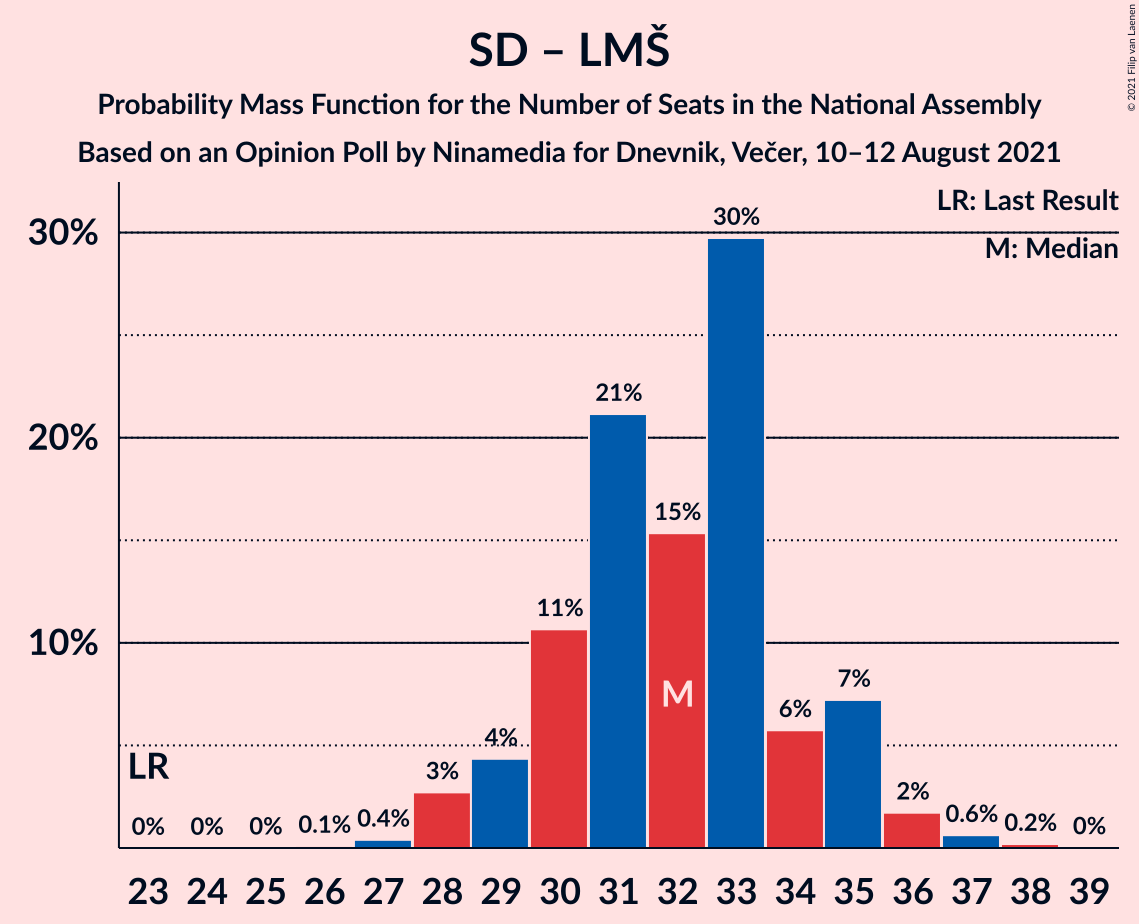 SD – LMŠ
Probability Mass Function for the Number of Seats in the National Assembly
Based on an Opinion Poll by Ninamedia for Dnevnik, Večer, 10–12 August 2021
© 2021 Filip van Laenen
LR: Last Result
M: Median
30%
20%
10%
LR
M
0%
0%
0%
0.1%
0.4%
3%
4%
11%
21%
15%
30%
6%
7%
2%
0.6%
0.2%
0%
23 24 25 26 27 28 29 30 31 32 33 34 35 36 37 38 39